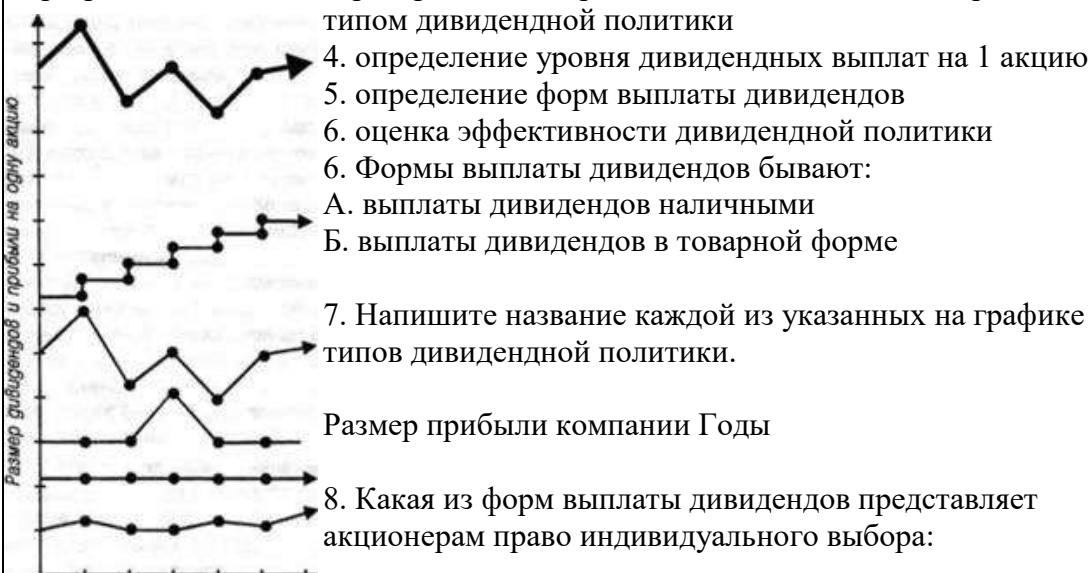 типом дивидендной политики
4. определение уровня дивидендных выплат на 1 акцию
5. определение форм выплаты дивидендов
6. оценка эффективности дивидендной политики
6. Формы выплаты дивидендов бывают:
А. выплаты дивидендов наличными
Б. выплаты дивидендов в товарной форме
7. Напишите название каждой из указанных на графике
типов дивидендной политики.
Размер прибыли компании Годы
8. Какая из форм выплаты дивидендов представляет
акционерам право индивидуального выбора:
Размер дивидендов и прибыли на одну акцию